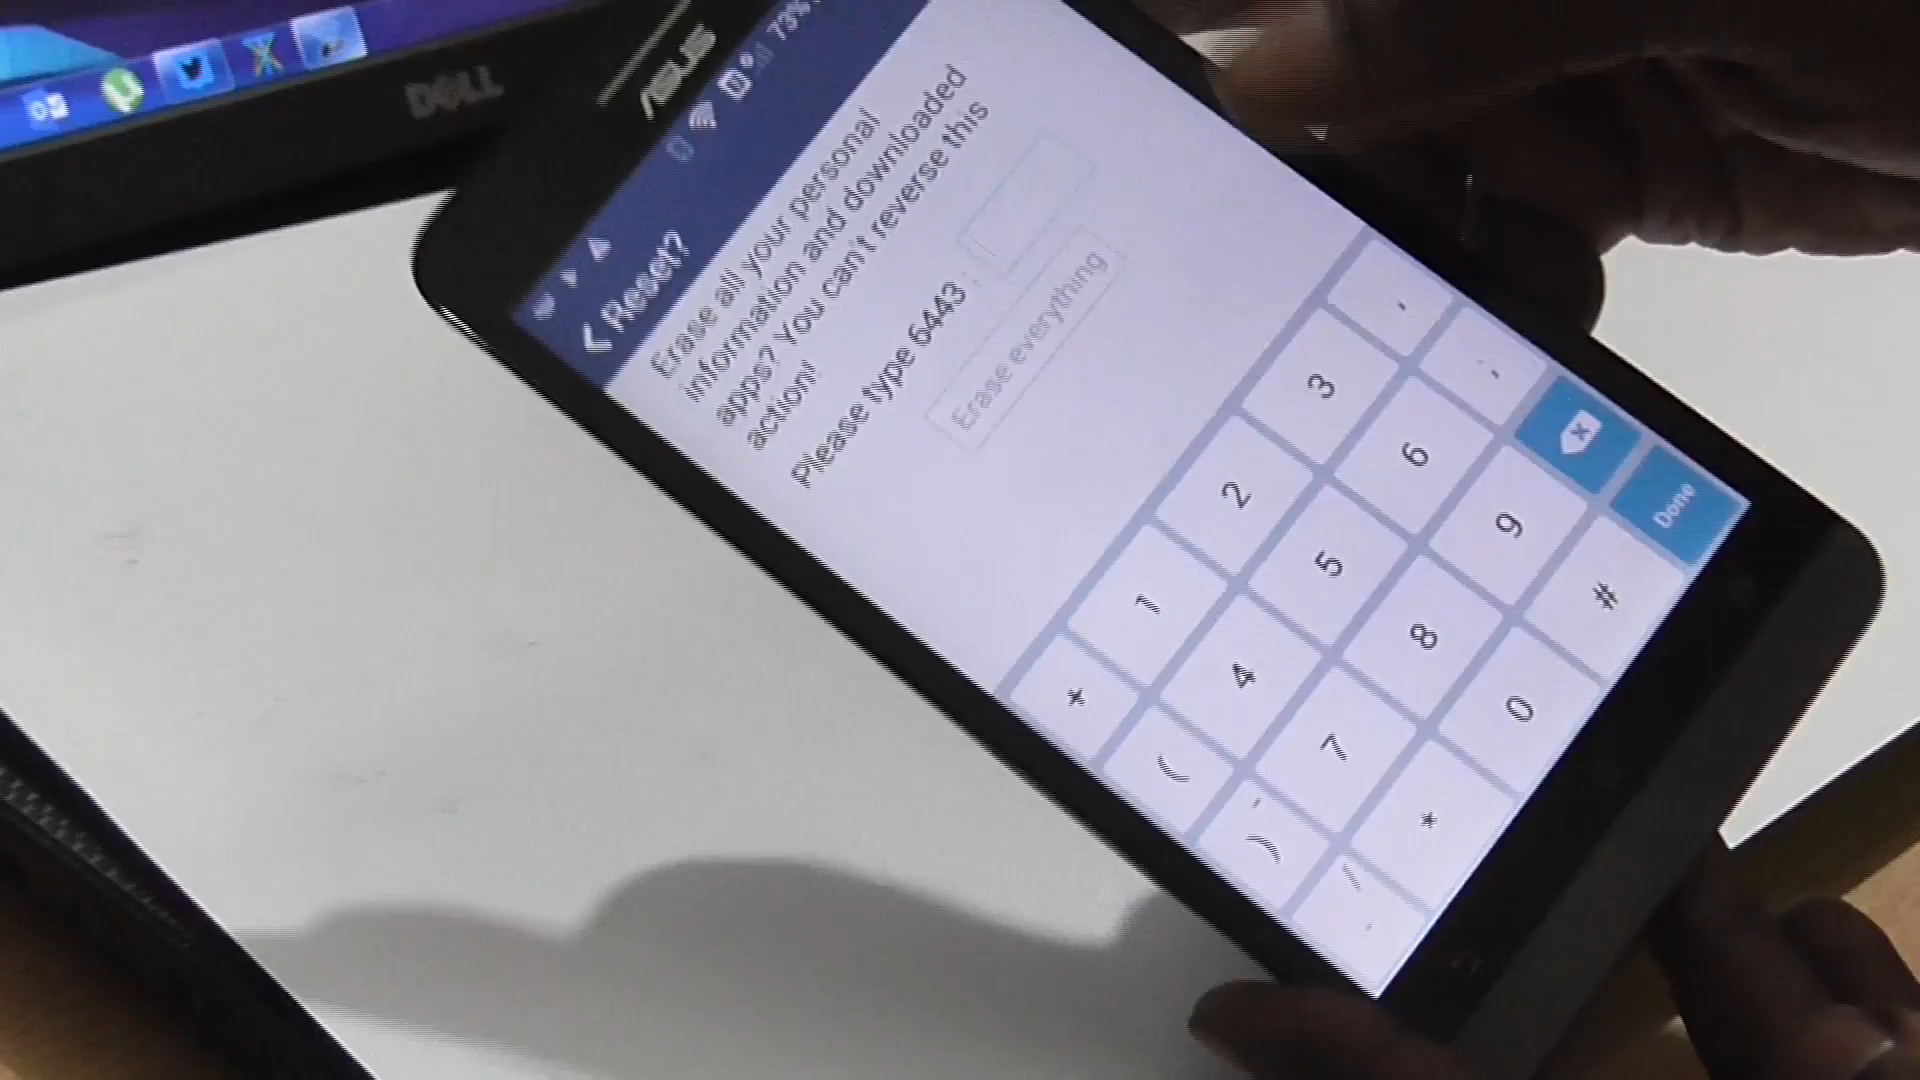 DELL
ASUS
73%
Reset?
Erase all your personal
information and downloaded
apps? You can't reverse this
action!
Please type 6443 :
Erase everything
+ 1 2 3 ,
( 4 5 6 ;
) 7 8 9
/ * 0 # Done